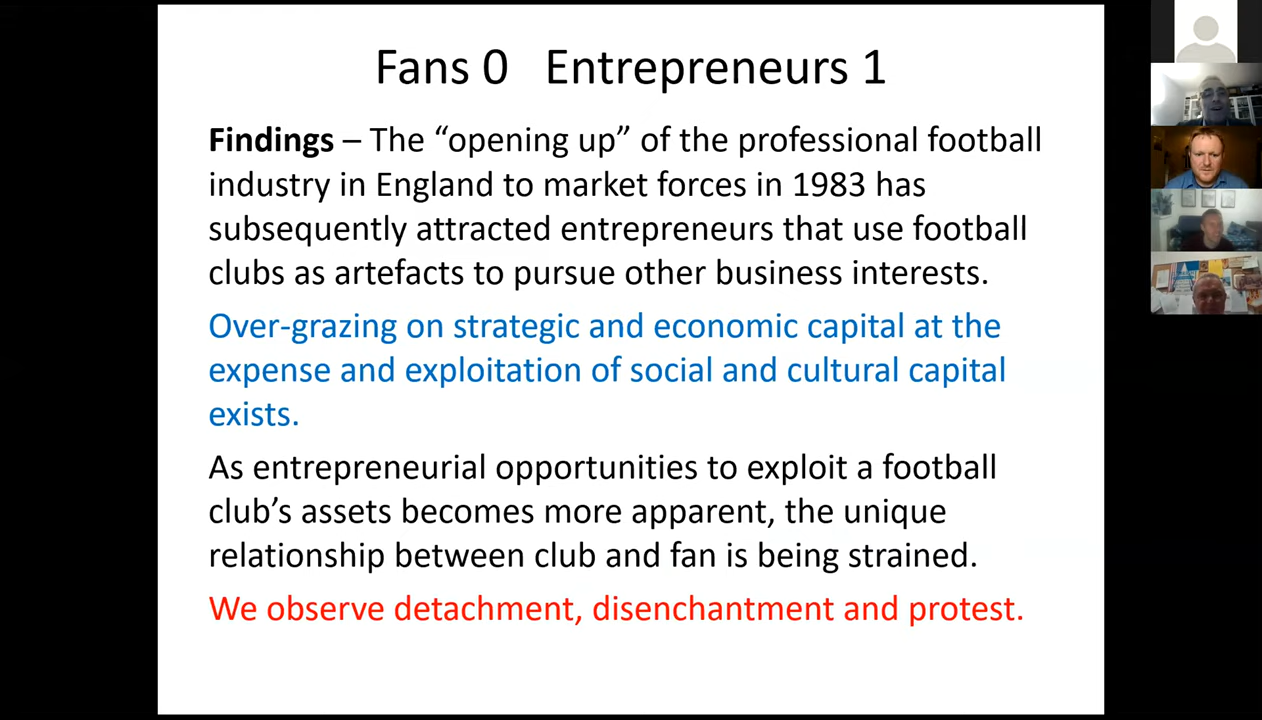 Fans 0 Entrepreneurs 1
Findings – The “opening up” of the professional football
industry in England to market forces in 1983 has
subsequently attracted entrepreneurs that use football
clubs as artefacts to pursue other business interests.
Over-grazing on strategic and economic capital at the
expense and exploitation of social and cultural capital
exists.
As entrepreneurial opportunities to exploit a football
club’s assets becomes more apparent, the unique
relationship between club and fan is being strained.
We observe detachment, disenchantment and protest.